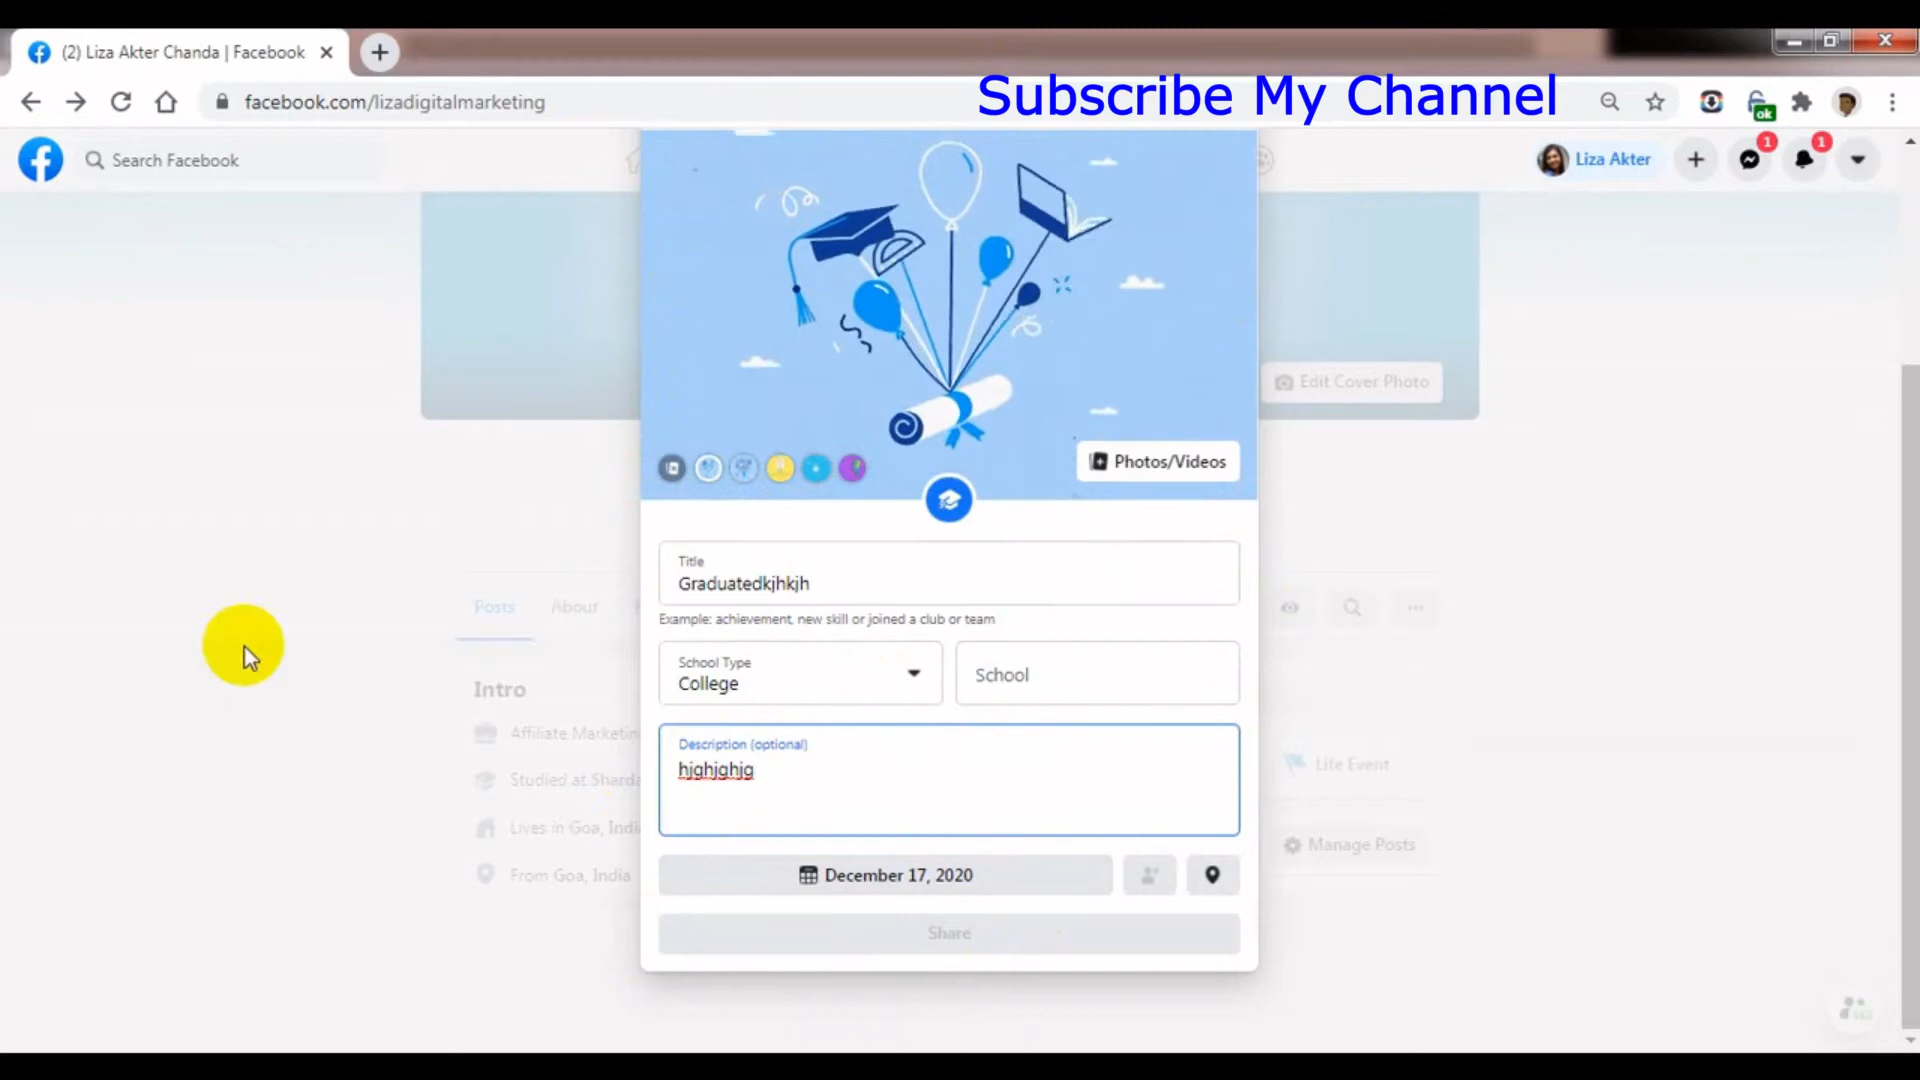 (2) Liza Akter Chanda | Facebook
facebook.com/lizadigitalmarketing
Subscribe My Channel
ok
Search Facebook
Liza Akter
1
1
Edit Cover Photo
Photos/Videos
Title
Graduatedkjhkjh
Example: achievement, new skill or joined a club or team
Posts
About
School Type
College
School
Intro
Affiliate Marketin
Description (optional)
hjghjghjg
Studied at Sharda
Life Event
Lives in Goa, Indi
Manage Posts
From Goa, India
December 17, 2020
Share